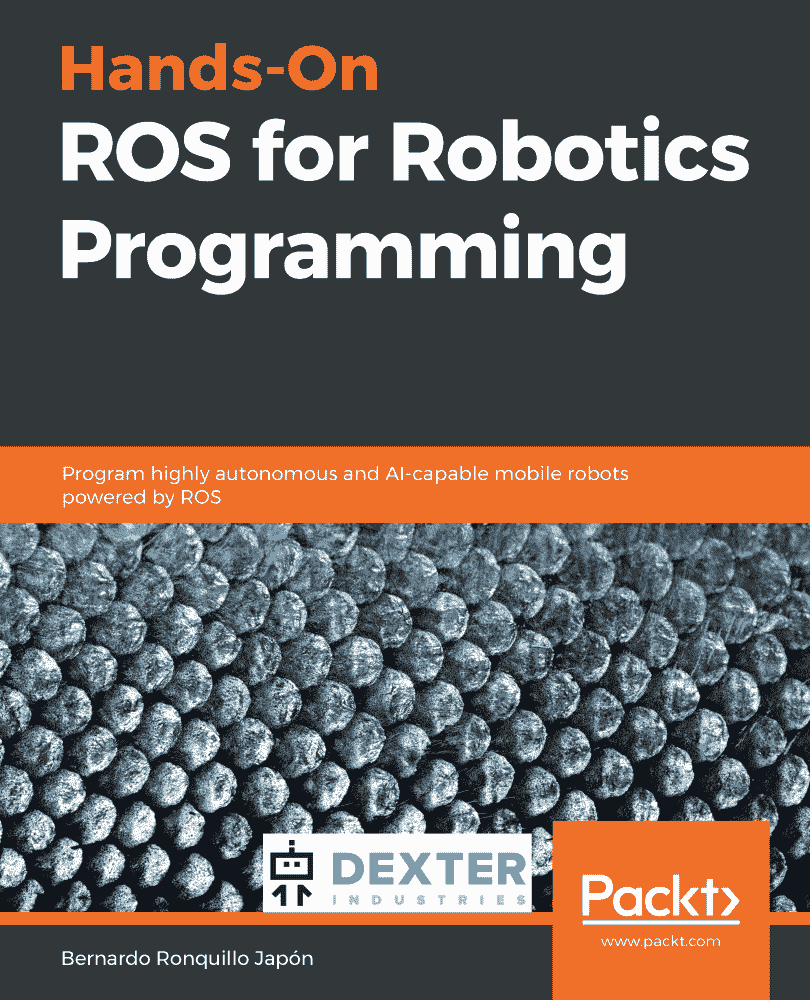 Hands-On
ROS for Robotics
Programming
Program highly autonomous and AI-capable mobile robots
powered by ROS
DEXTER
INDUSTRIES
Packt>
www.packt.com
Bernardo Ronquillo Japón